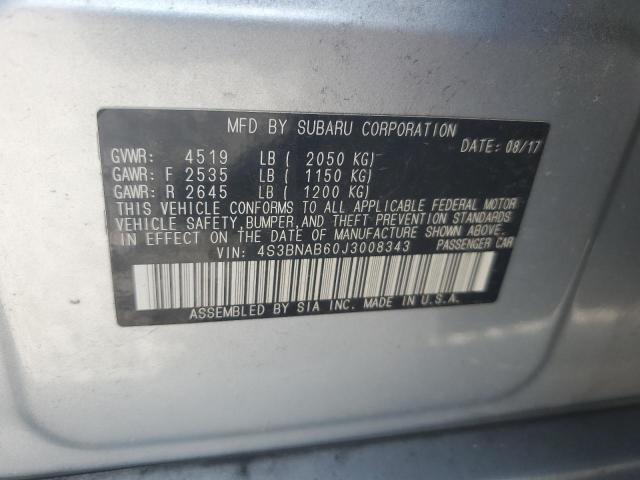 MFD BY SUBARU CORPORATION
DATE: 08/17
GVWR: 4519 LB ( 2050 KG)
GAWR: F 2535 LB ( 1150 KG)
GAWR: R 2645 LB ( 1200 KG)
THIS VEHICLE CONFORMS TO ALL APPLICABLE FEDERAL MOTOR
VEHICLE SAFETY, BUMPER, AND THEFT PREVENTION STANDARDS
IN EFFECT ON THE DATE OF MANUFACTURE SHOWN ABOVE.
VIN: 4S3BNAB60J3008343 PASSENGER CAR
ASSEMBLED BY SIA INC. MADE IN U.S.A.